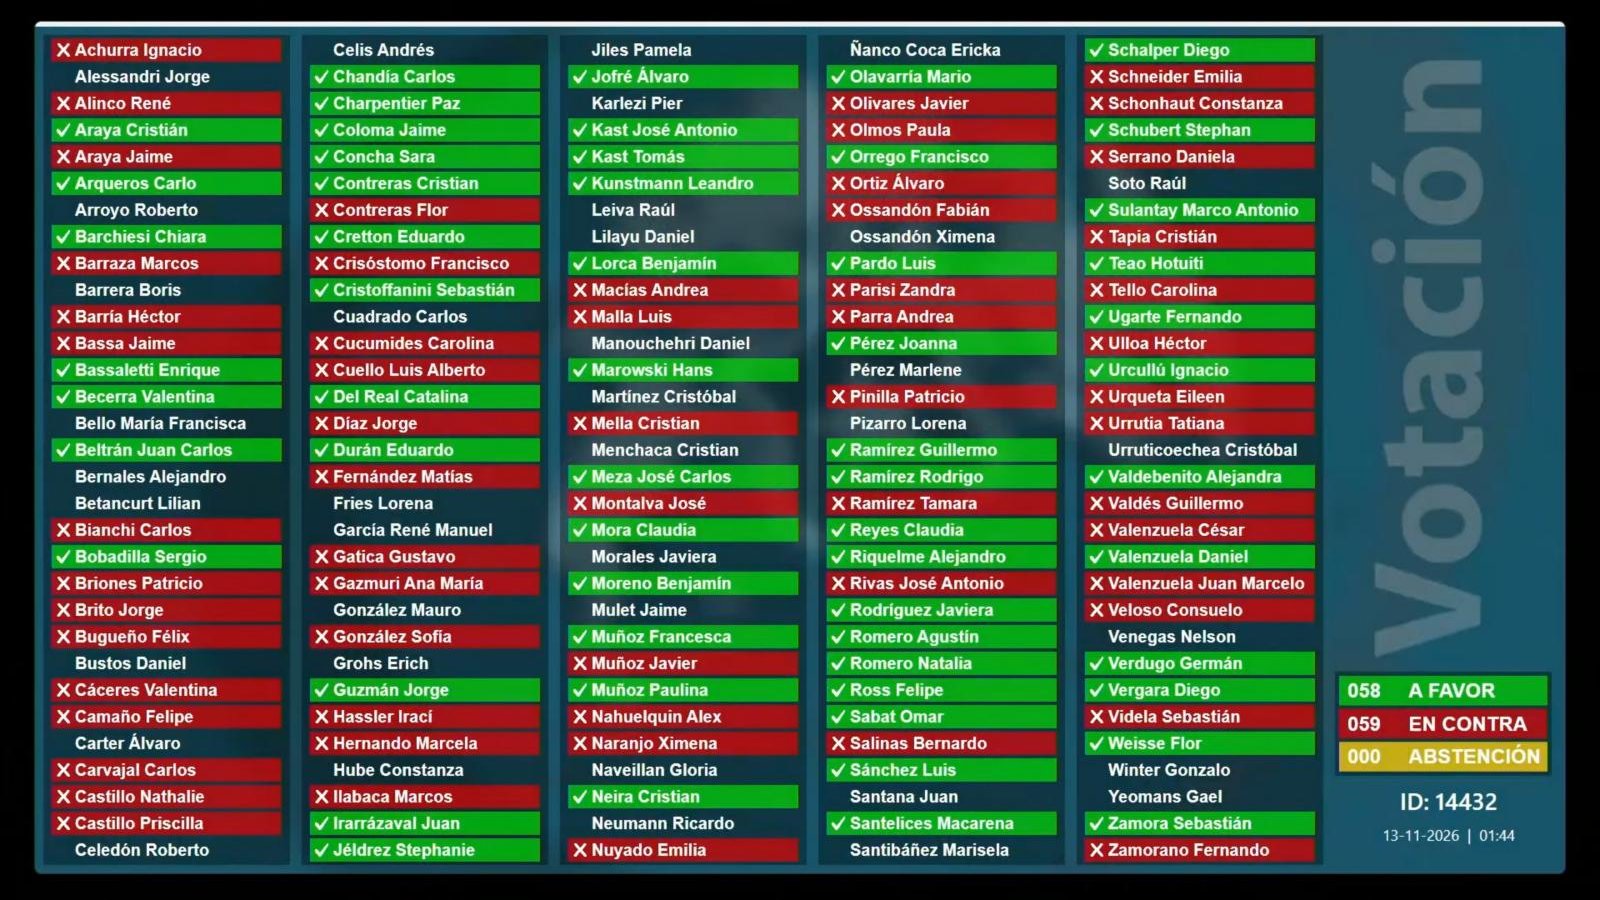 X Achurra Ignacio
Alessandri Jorge
X Alinco René
✓ Araya Cristián
X Araya Jaime
✓ Arqueros Carlo
Arroyo Roberto
✓ Barchiesi Chiara
X Barraza Marcos
Barrera Boris
X Barría Héctor
X Bassa Jaime
✓ Bassaletti Enrique
✓ Becerra Valentina
Bello María Francisca
✓ Beltrán Juan Carlos
Bernales Alejandro
Betancurt Lilian
X Bianchi Carlos
✓ Bobadilla Sergio
X Briones Patricio
X Brito Jorge
X Bugueño Félix
Bustos Daniel
X Cáceres Valentina
X Camaño Felipe
Carter Álvaro
X Carvajal Carlos
X Castillo Nathalie
X Castillo Priscilla
Celedón Roberto
Celis Andrés
✓ Chandía Carlos
✓ Charpentier Paz
✓ Coloma Jaime
✓ Concha Sara
✓ Contreras Cristian
X Contreras Flor
✓ Cretton Eduardo
X Crisóstomo Francisco
✓ Cristoffanini Sebastián
Cuadrado Carlos
X Cucumides Carolina
X Cuello Luis Alberto
✓ Del Real Catalina
X Díaz Jorge
✓ Durán Eduardo
X Fernández Matías
Fries Lorena
García René Manuel
X Gatica Gustavo
X Gazmuri Ana María
González Mauro
X González Sofía
Grohs Erich
✓ Guzmán Jorge
X Hassler Iraci
X Hernando Marcela
Hube Constanza
X Ilabaca Marcos
✓ Irarrázaval Juan
✓ Jéldrez Stephanie
Jiles Pamela
✓ Jofré Álvaro
Karlezi Pier
✓ Kast José Antonio
✓ Kast Tomás
✓ Kunstmann Leandro
Leiva Raúl
Lilayu Daniel
✓ Lorca Benjamín
X Macías Andrea
X Malla Luis
Manouchehri Daniel
✓ Marowski Hans
Martínez Cristóbal
X Mella Cristian
Menchaca Cristian
✓ Meza José Carlos
X Montalva José
✓ Mora Claudia
Morales Javiera
✓ Moreno Benjamín
Mulet Jaime
✓ Muñoz Francesca
X Muñoz Javier
✓ Muñoz Paulina
X Nahuelquin Alex
X Naranjo Ximena
Naveillan Gloria
✓ Neira Cristian
Neumann Ricardo
X Nuyado Emilia
Ñanco Coca Ericka
✓ Olavarría Mario
X Olivares Javier
X Olmos Paula
✓ Orrego Francisco
X Ortiz Álvaro
X Ossandón Fabián
Ossandón Ximena
✓ Pardo Luis
X Parisi Zandra
X Parra Andrea
✓ Pérez Joanna
Pérez Marlene
X Pinilla Patricio
Pizarro Lorena
✓ Ramírez Guillermo
✓ Ramírez Rodrigo
X Ramírez Tamara
✓ Reyes Claudia
✓ Riquelme Alejandro
X Rivas José Antonio
✓ Rodríguez Javiera
✓ Romero Agustín
✓ Romero Natalia
✓ Ross Felipe
✓ Sabat Omar
X Salinas Bernardo
✓ Sánchez Luis
Santana Juan
✓ Santelices Macarena
Santibáñez Marisela
✓ Schalper Diego
X Schneider Emilia
X Schonhaut Constanza
✓ Schubert Stephan
X Serrano Daniela
Soto Raúl
✓ Sulantay Marco Antonio
X Tapia Cristián
✓ Teao Hotuiti
X Tello Carolina
✓ Ugarte Fernando
X Ulloa Héctor
✓ Urcullú Ignacio
X Urqueta Eileen
X Urrutia Tatiana
Urruticoechea Cristóbal
✓ Valdebenito Alejandra
X Valdés Guillermo
X Valenzuela César
✓ Valenzuela Daniel
X Valenzuela Juan Marcelo
X Veloso Consuelo
Venegas Nelson
✓ Verdugo Germán
✓ Vergara Diego
X Videla Sebastián
✓ Weisse Flor
Winter Gonzalo
Yeomans Gael
✓ Zamora Sebastián
X Zamorano Fernando
Votación
058 A FAVOR
059 EN CONTRA
000 ABSTENCIÓN
ID: 14432
13-11-2026 | 01:44